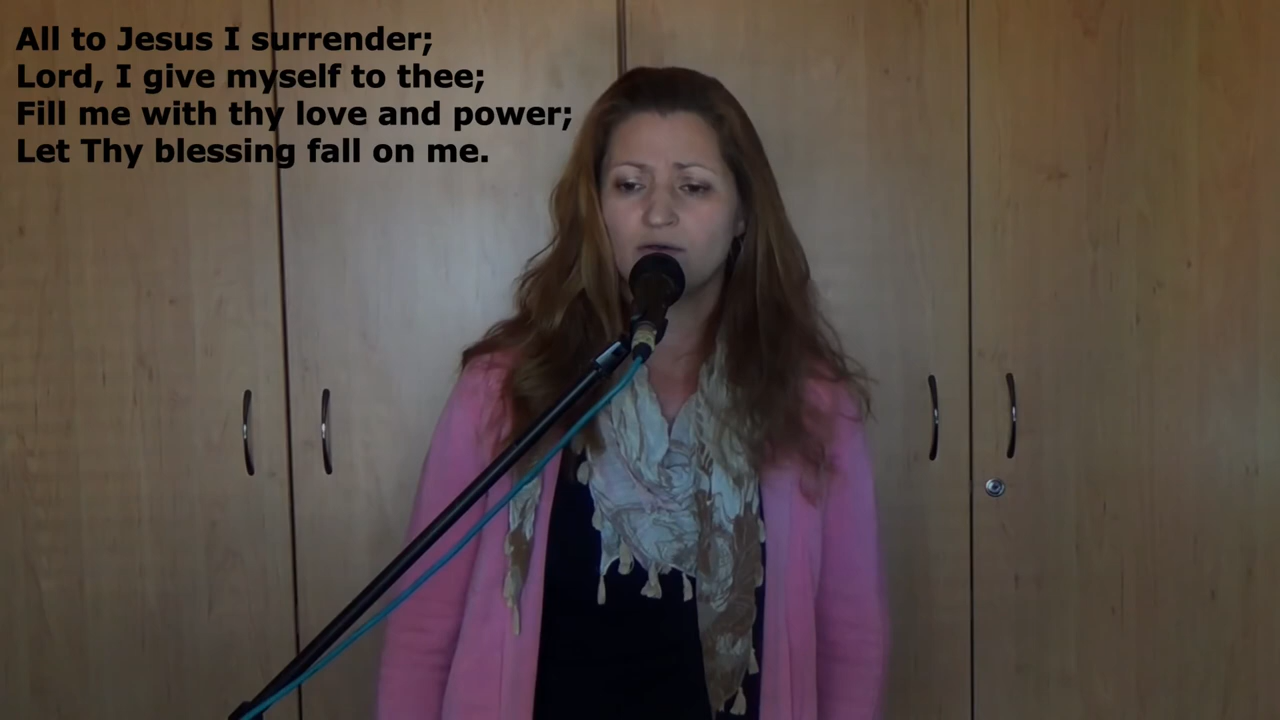 All to Jesus I surrender;
Lord, I give myself to thee;
Fill me with thy love and power;
Let Thy blessing fall on me.